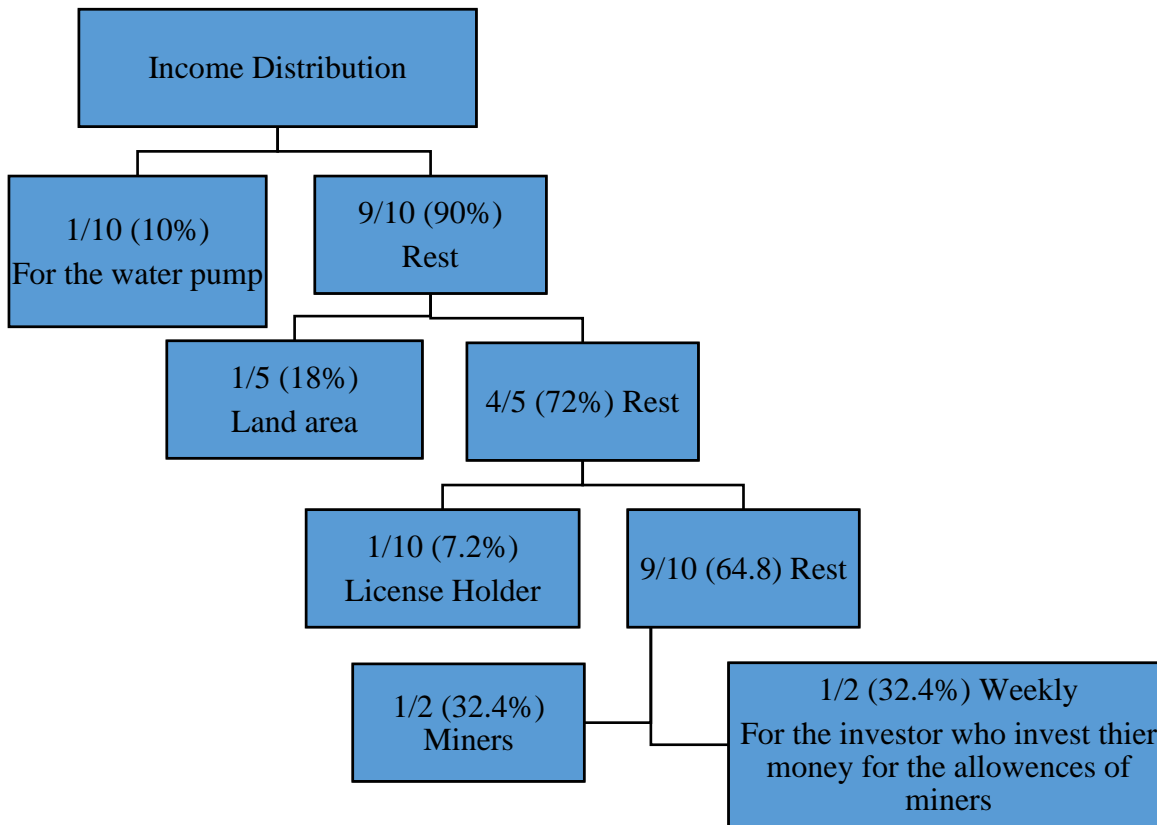 Income Distribution
1/10 (10%)
For the water pump
9/10 (90%)
Rest
1/5 (18%)
Land area
4/5 (72%) Rest
1/10 (7.2%)
License Holder
9/10 (64.8) Rest
1/2 (32.4%)
Miners
1/2 (32.4%) Weekly
For the investor who invest thier
money for the allowences of
miners